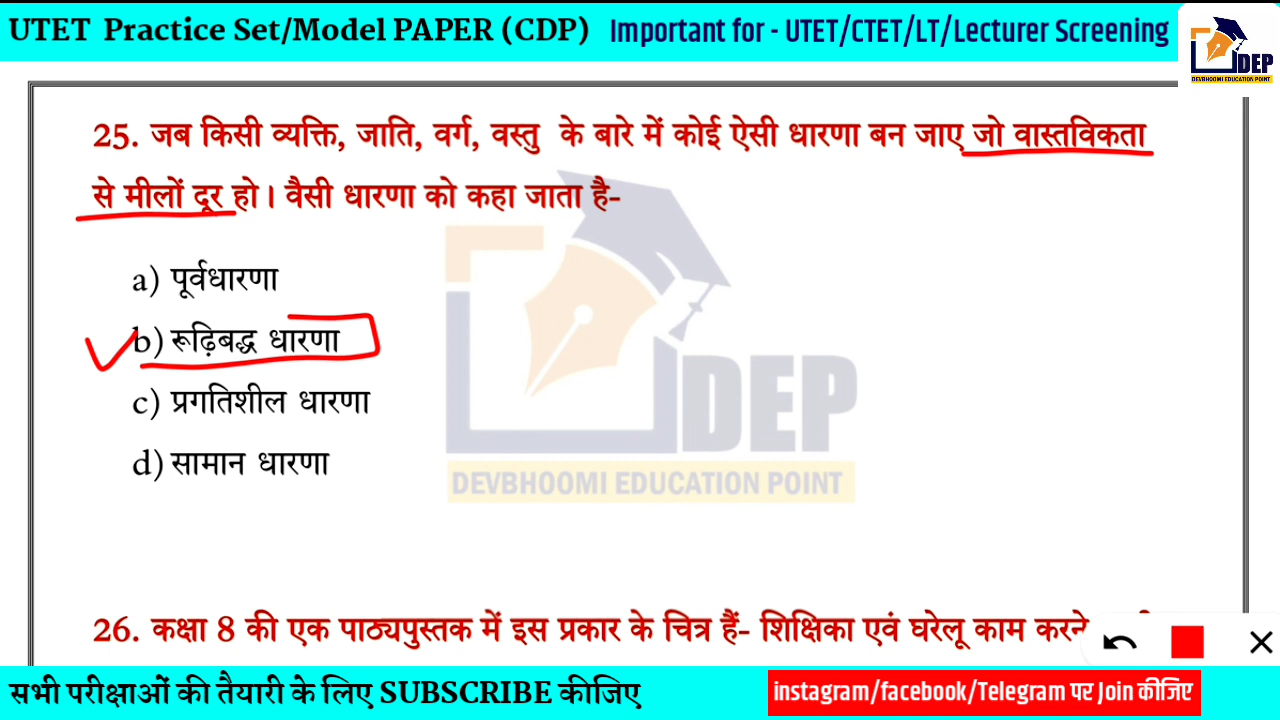 UTET Practice Set/Model PAPER (CDP) Important for - UTET/CTET/LT/Lecturer Screening
DEP
DEVBHOOMI EDUCATION POINT
25. जब किसी व्यक्ति, जाति, वर्ग, वस्तु के बारे में कोई ऐसी धारणा बन जाए जो वास्तविकता
से मीलों दूर हो। वैसी धारणा को कहा जाता है-
a) पूर्वधारणा
b) रूढ़िबद्ध धारणा
c) प्रगतिशील धारणा
d) सामान धारणा
DEP
DEVBHOOMI EDUCATION POINT
26. कक्षा 8 की एक पाठ्यपुस्तक में इस प्रकार के चित्र हैं- शिक्षिका एवं घरेलू काम करने
सभी परीक्षाओं की तैयारी के लिए SUBSCRIBE कीजिए
instagram/facebook/Telegram पर Join कीजिए